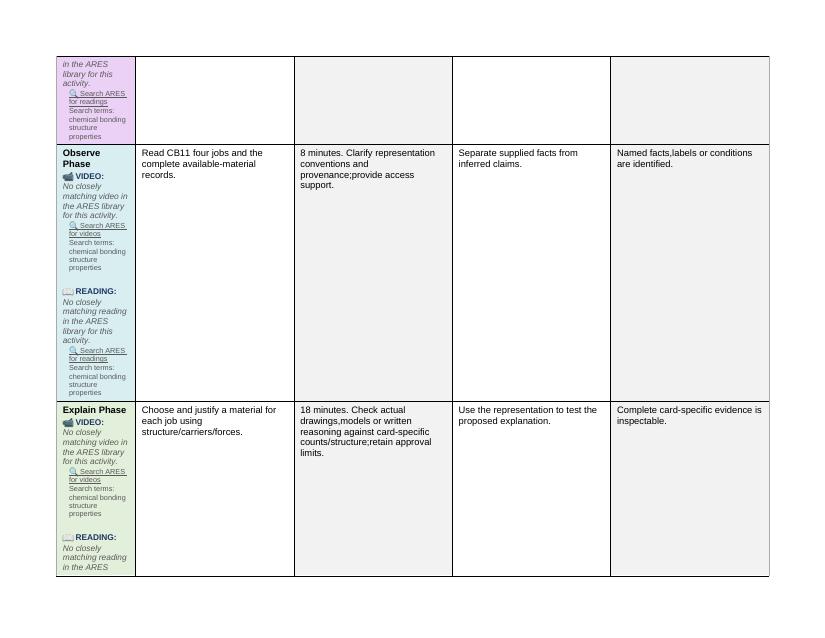 in the ARES
library for this
activity.
🔍 Search ARES
for readings
Search terms:
chemical bonding
structure
properties
Observe
Phase
📹 VIDEO:
No closely
matching video in
the ARES library
for this activity.
🔍 Search ARES
for videos
Search terms:
chemical bonding
structure
properties
📖 READING:
No closely
matching reading
in the ARES
library for this
activity.
🔍 Search ARES
for readings
Search terms:
chemical bonding
structure
properties
Read CB11 four jobs and the
complete available-material
records.
8 minutes. Clarify representation
conventions and
provenance;provide access
support.
Separate supplied facts from
inferred claims.
Named facts,labels or conditions
are identified.
Explain Phase
📹 VIDEO:
No closely
matching video in
the ARES library
for this activity.
🔍 Search ARES
for videos
Search terms:
chemical bonding
structure
properties
📖 READING:
No closely
matching reading
in the ARES
Choose and justify a material for
each job using
structure/carriers/forces.
18 minutes. Check actual
drawings,models or written
reasoning against card-specific
counts/structure;retain approval
limits.
Use the representation to test the
proposed explanation.
Complete card-specific evidence is
inspectable.